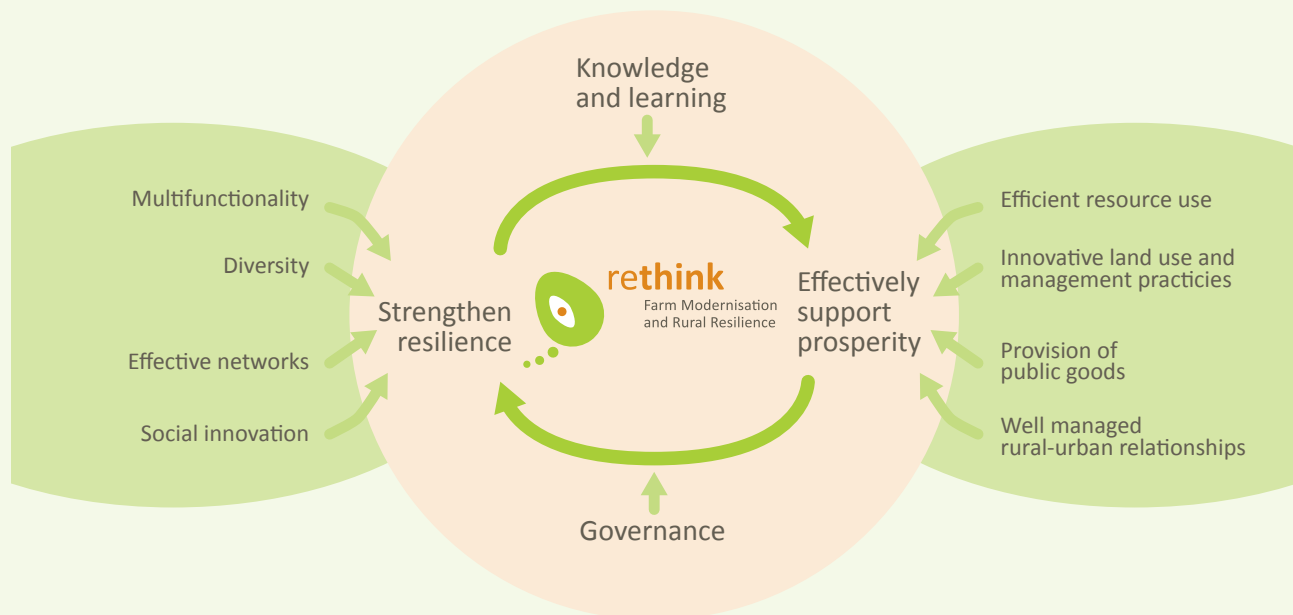 Knowledge
and learning
Multifunctionality
Diversity
Effective networks
Social innovation
Strengthen
resilience
rethink
Farm Modernisation
and Rural Resilience
Effectively
support
prosperity
Efficient resource use
Innovative land use and
management practicies
Provision of
public goods
Well managed
rural-urban relationships
Governance